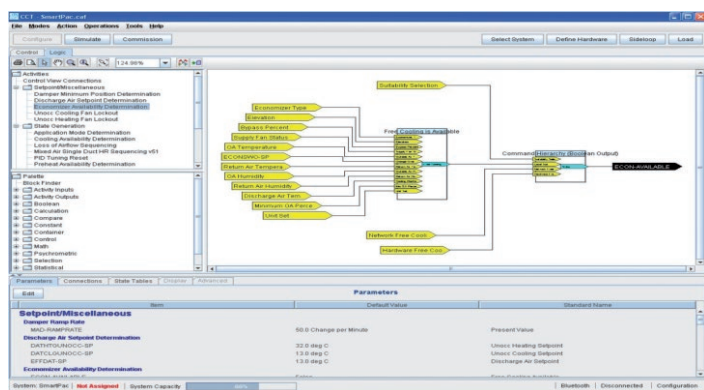 CCT - SmartPac.caf
File Modes Action Operations Tools Help
Configure Simulate Commission Select System Define Hardware Sideloop Load
Control Logic
124.98%
Activities
Control View Connections
Setpoint/Miscellaneous
Damper Minimum Position Determination
Discharge Air Setpoint Determination
Economizer Availability Determination
Unocc Cooling Fan Lockout
Unocc Heating Fan Lockout
State Generation
Application Mode Determination
Cooling Availability Determination
Loss of Airflow Sequencing
Mixed Air Single Duct HR Sequencing v51
PID Tuning Reset
Preheat Availability Determination
Palette
Block Finder
Activity Inputs
Activity Outputs
Boolean
Calculation
Compare
Constant
Container
Control
Math
Psychrometric
Selection
Statistical
Suitability Selection
Economizer Type
Elevation
Bypass Percent
Supply Fan Status
OA Temperature
ECONSWO-SP
Return Air Tempera
OA Humidity
Return Air Humidity
Discharge Air Tem
Minimum OA Force
Unit Set
Free Cooling is Available
Command Hierarchy (Boolean Output)
ECON-AVAILABLE
Network Free Cooli
Hardware Free Coo
Parameters Connections State Tables Display Advanced
Edit Parameters
Item Default Value Standard Name
Setpoint/Miscellaneous
Damper Ramp Rate
MAD-RAMPRATE 50.0 Change per Minute Present Value
Discharge Air Setpoint Determination
DATHTGUNOCC-SP 32.0 deg C Unocc Heating Setpoint
DATCLGUNOCC-SP 13.0 deg C Unocc Cooling Setpoint
EFFDAT-SP 13.0 deg C Discharge Air Setpoint
Economizer Availability Determination
System: SmartPac Not Assigned System Capacity Bluetooth Disconnected Configuration